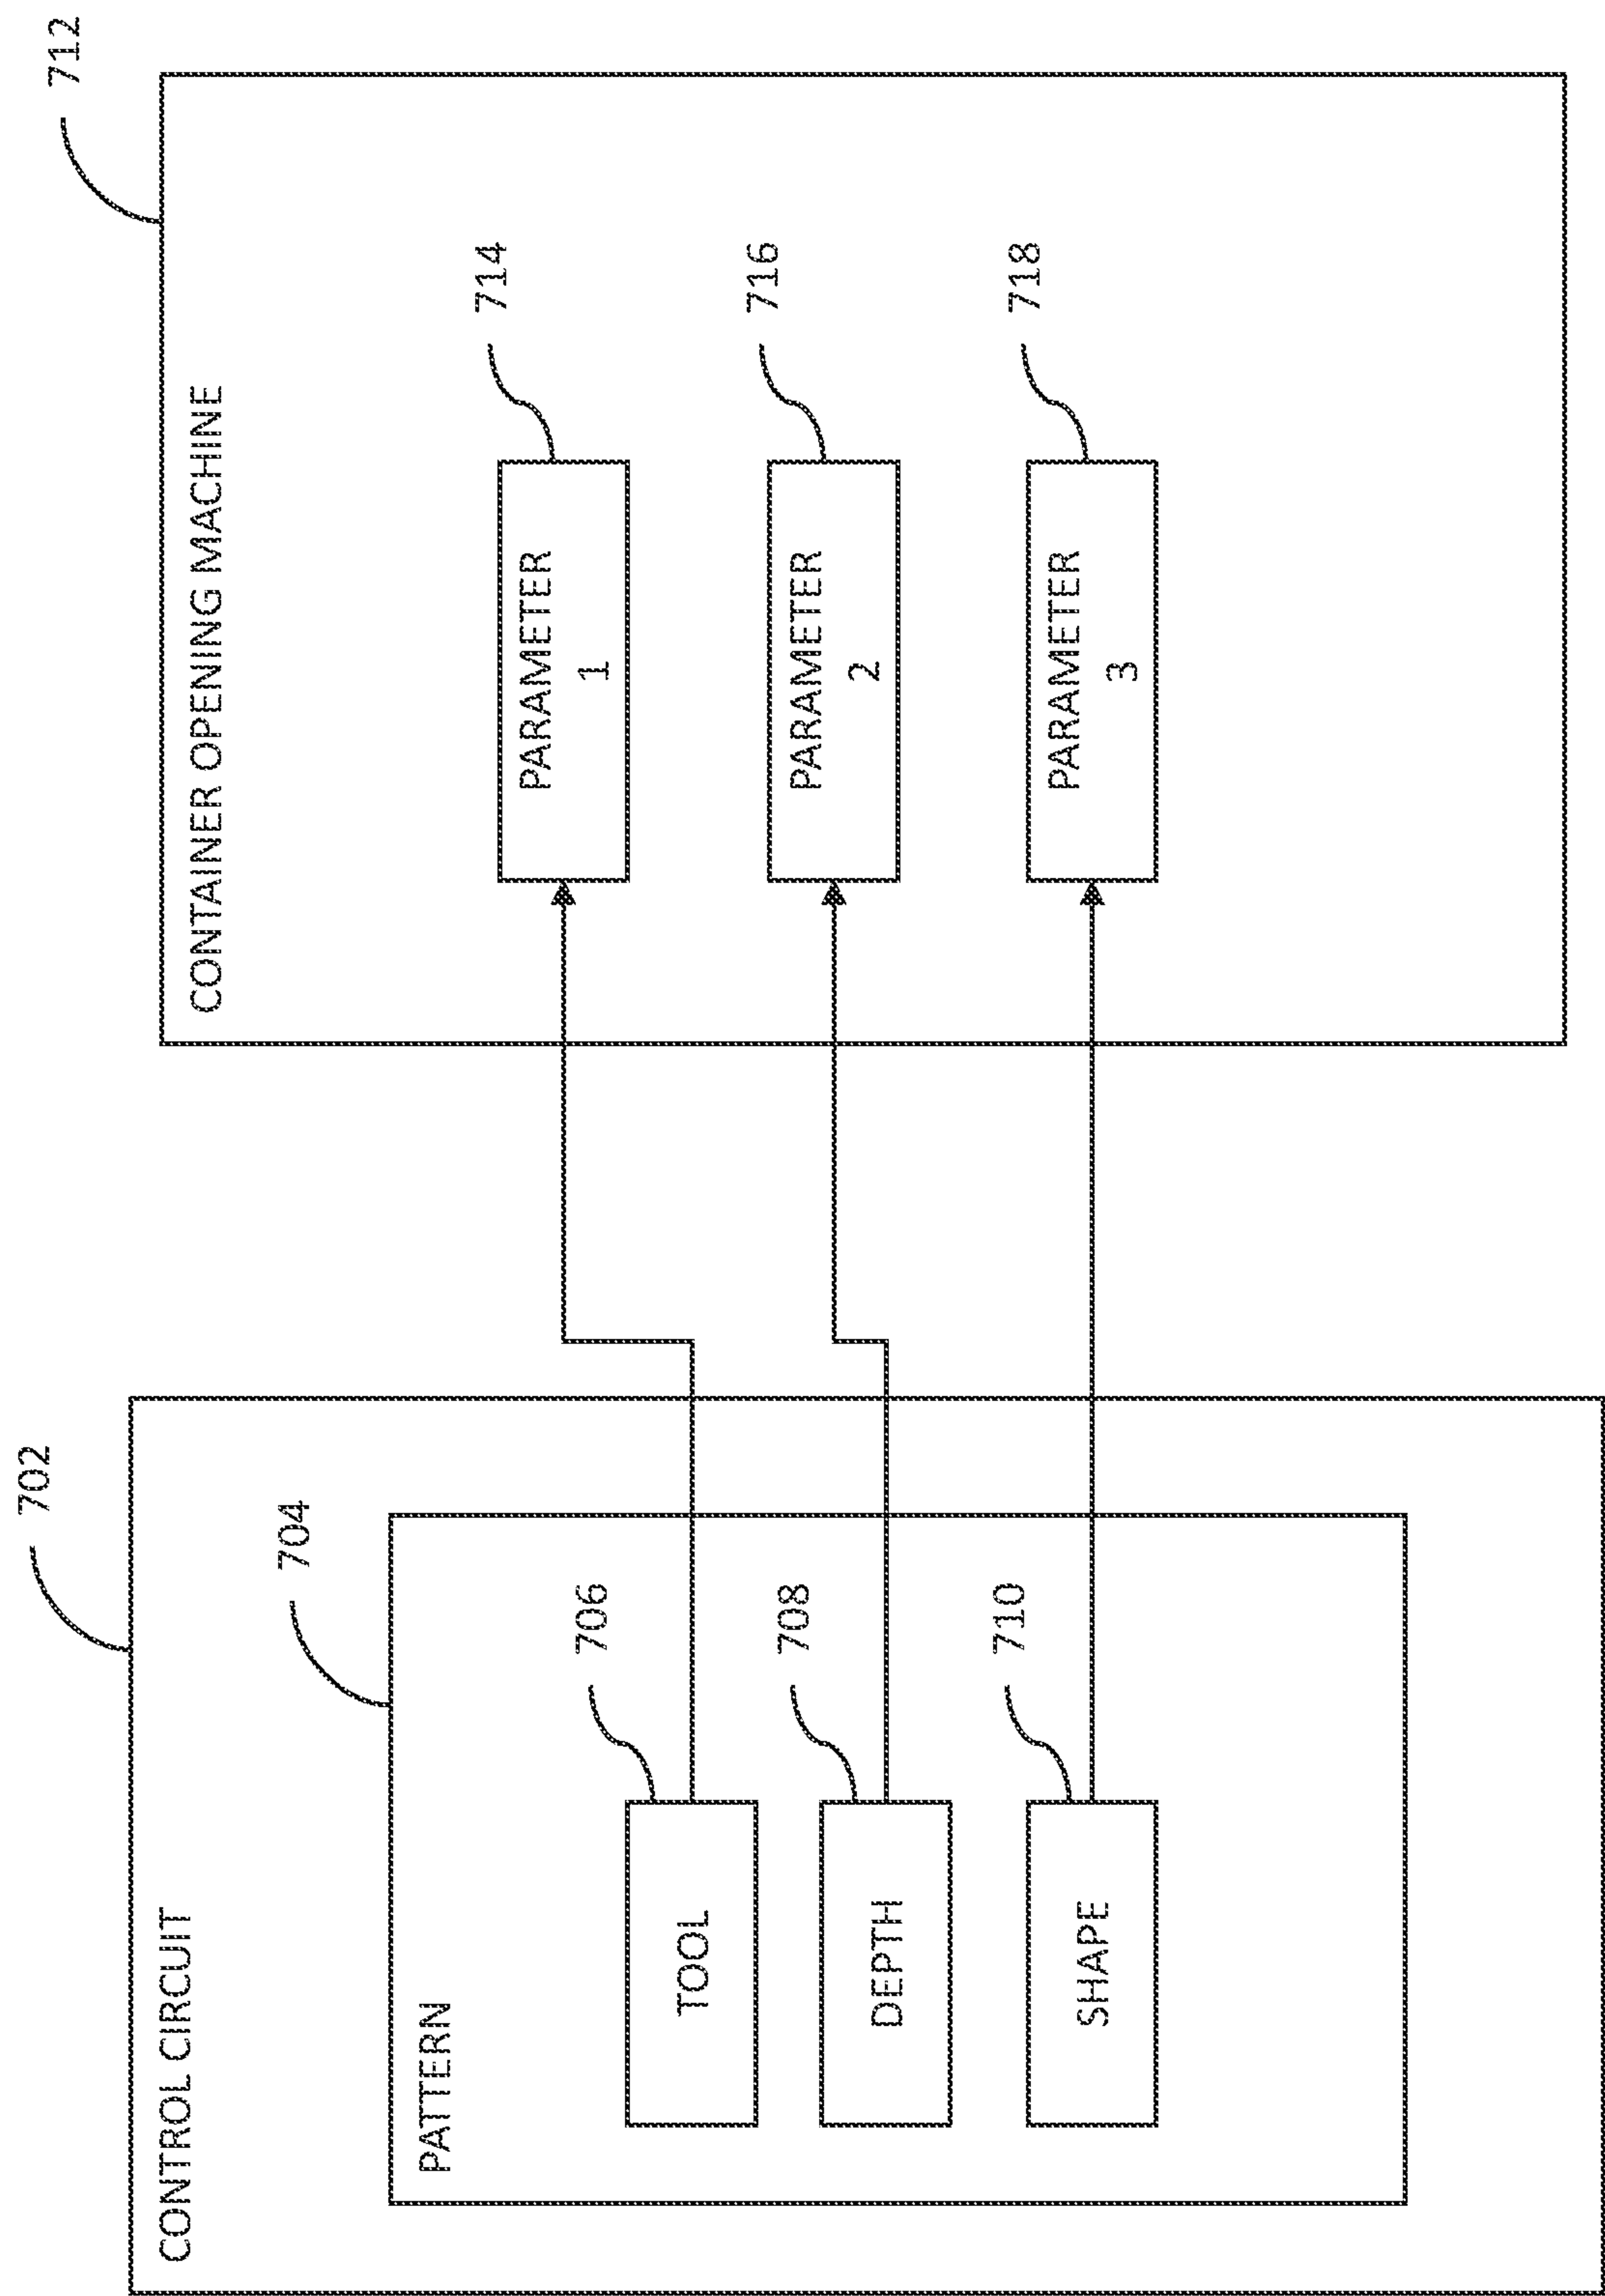 702
CONTROL CIRCUIT
704
PATTERN
706
TOOL
708
DEPTH
710
SHAPE
712
CONTAINER OPENING MACHINE
714
PARAMETER
1
716
PARAMETER
2
718
PARAMETER
3